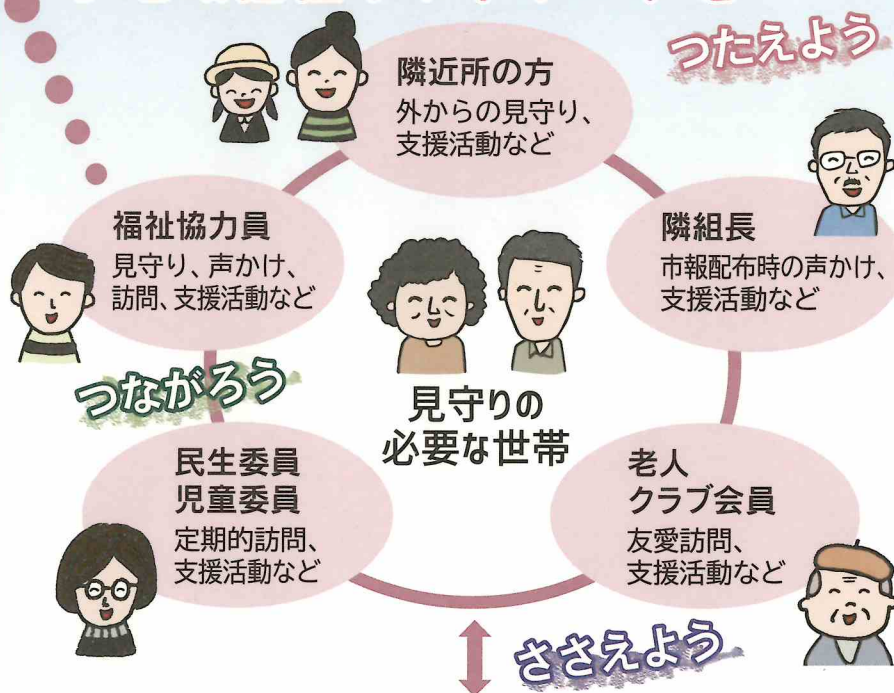 つたえよう
隣近所の方
外からの見守り、
支援活動など
福祉協力員
見守り、声かけ、
訪問、支援活動など
隣組長
市報配布時の声かけ、
支援活動など
つながろう
見守りの
必要な世帯
民生委員
児童委員
定期的訪問、
支援活動など
老人
クラブ会員
友愛訪問、
支援活動など
ささえよう